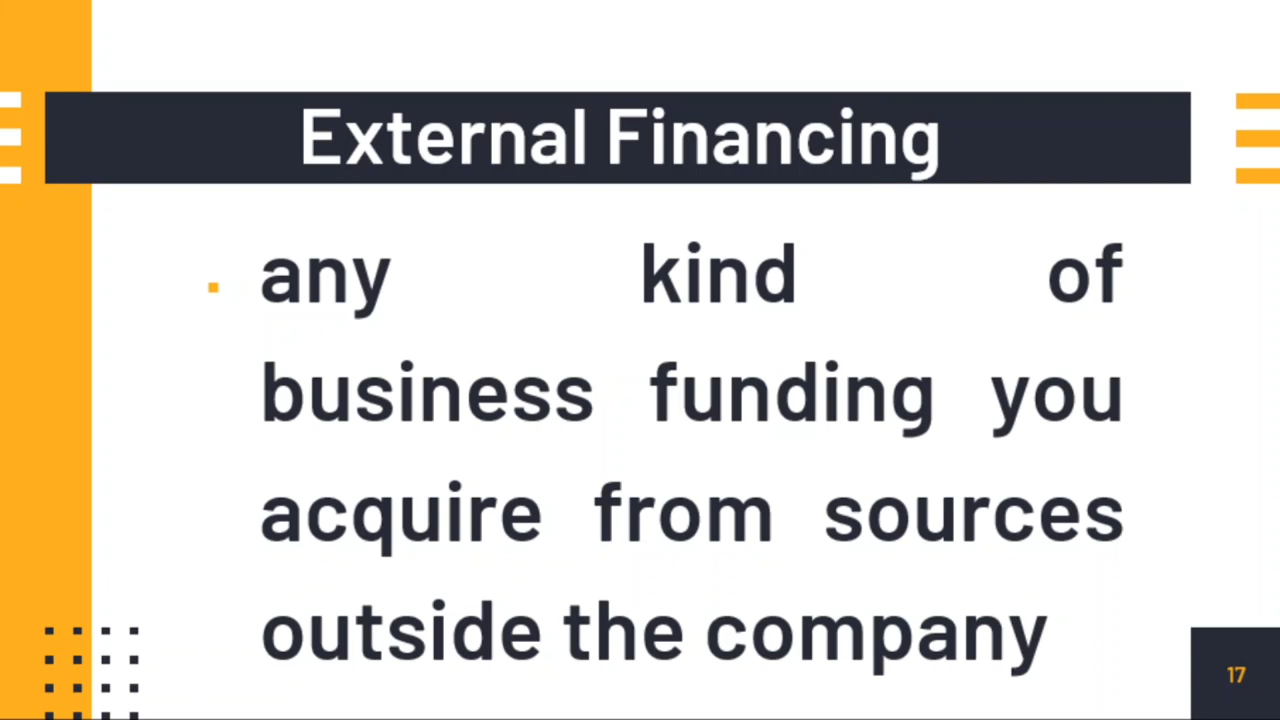 External Financing
any kind of
business funding you
acquire from sources
outside the company
17